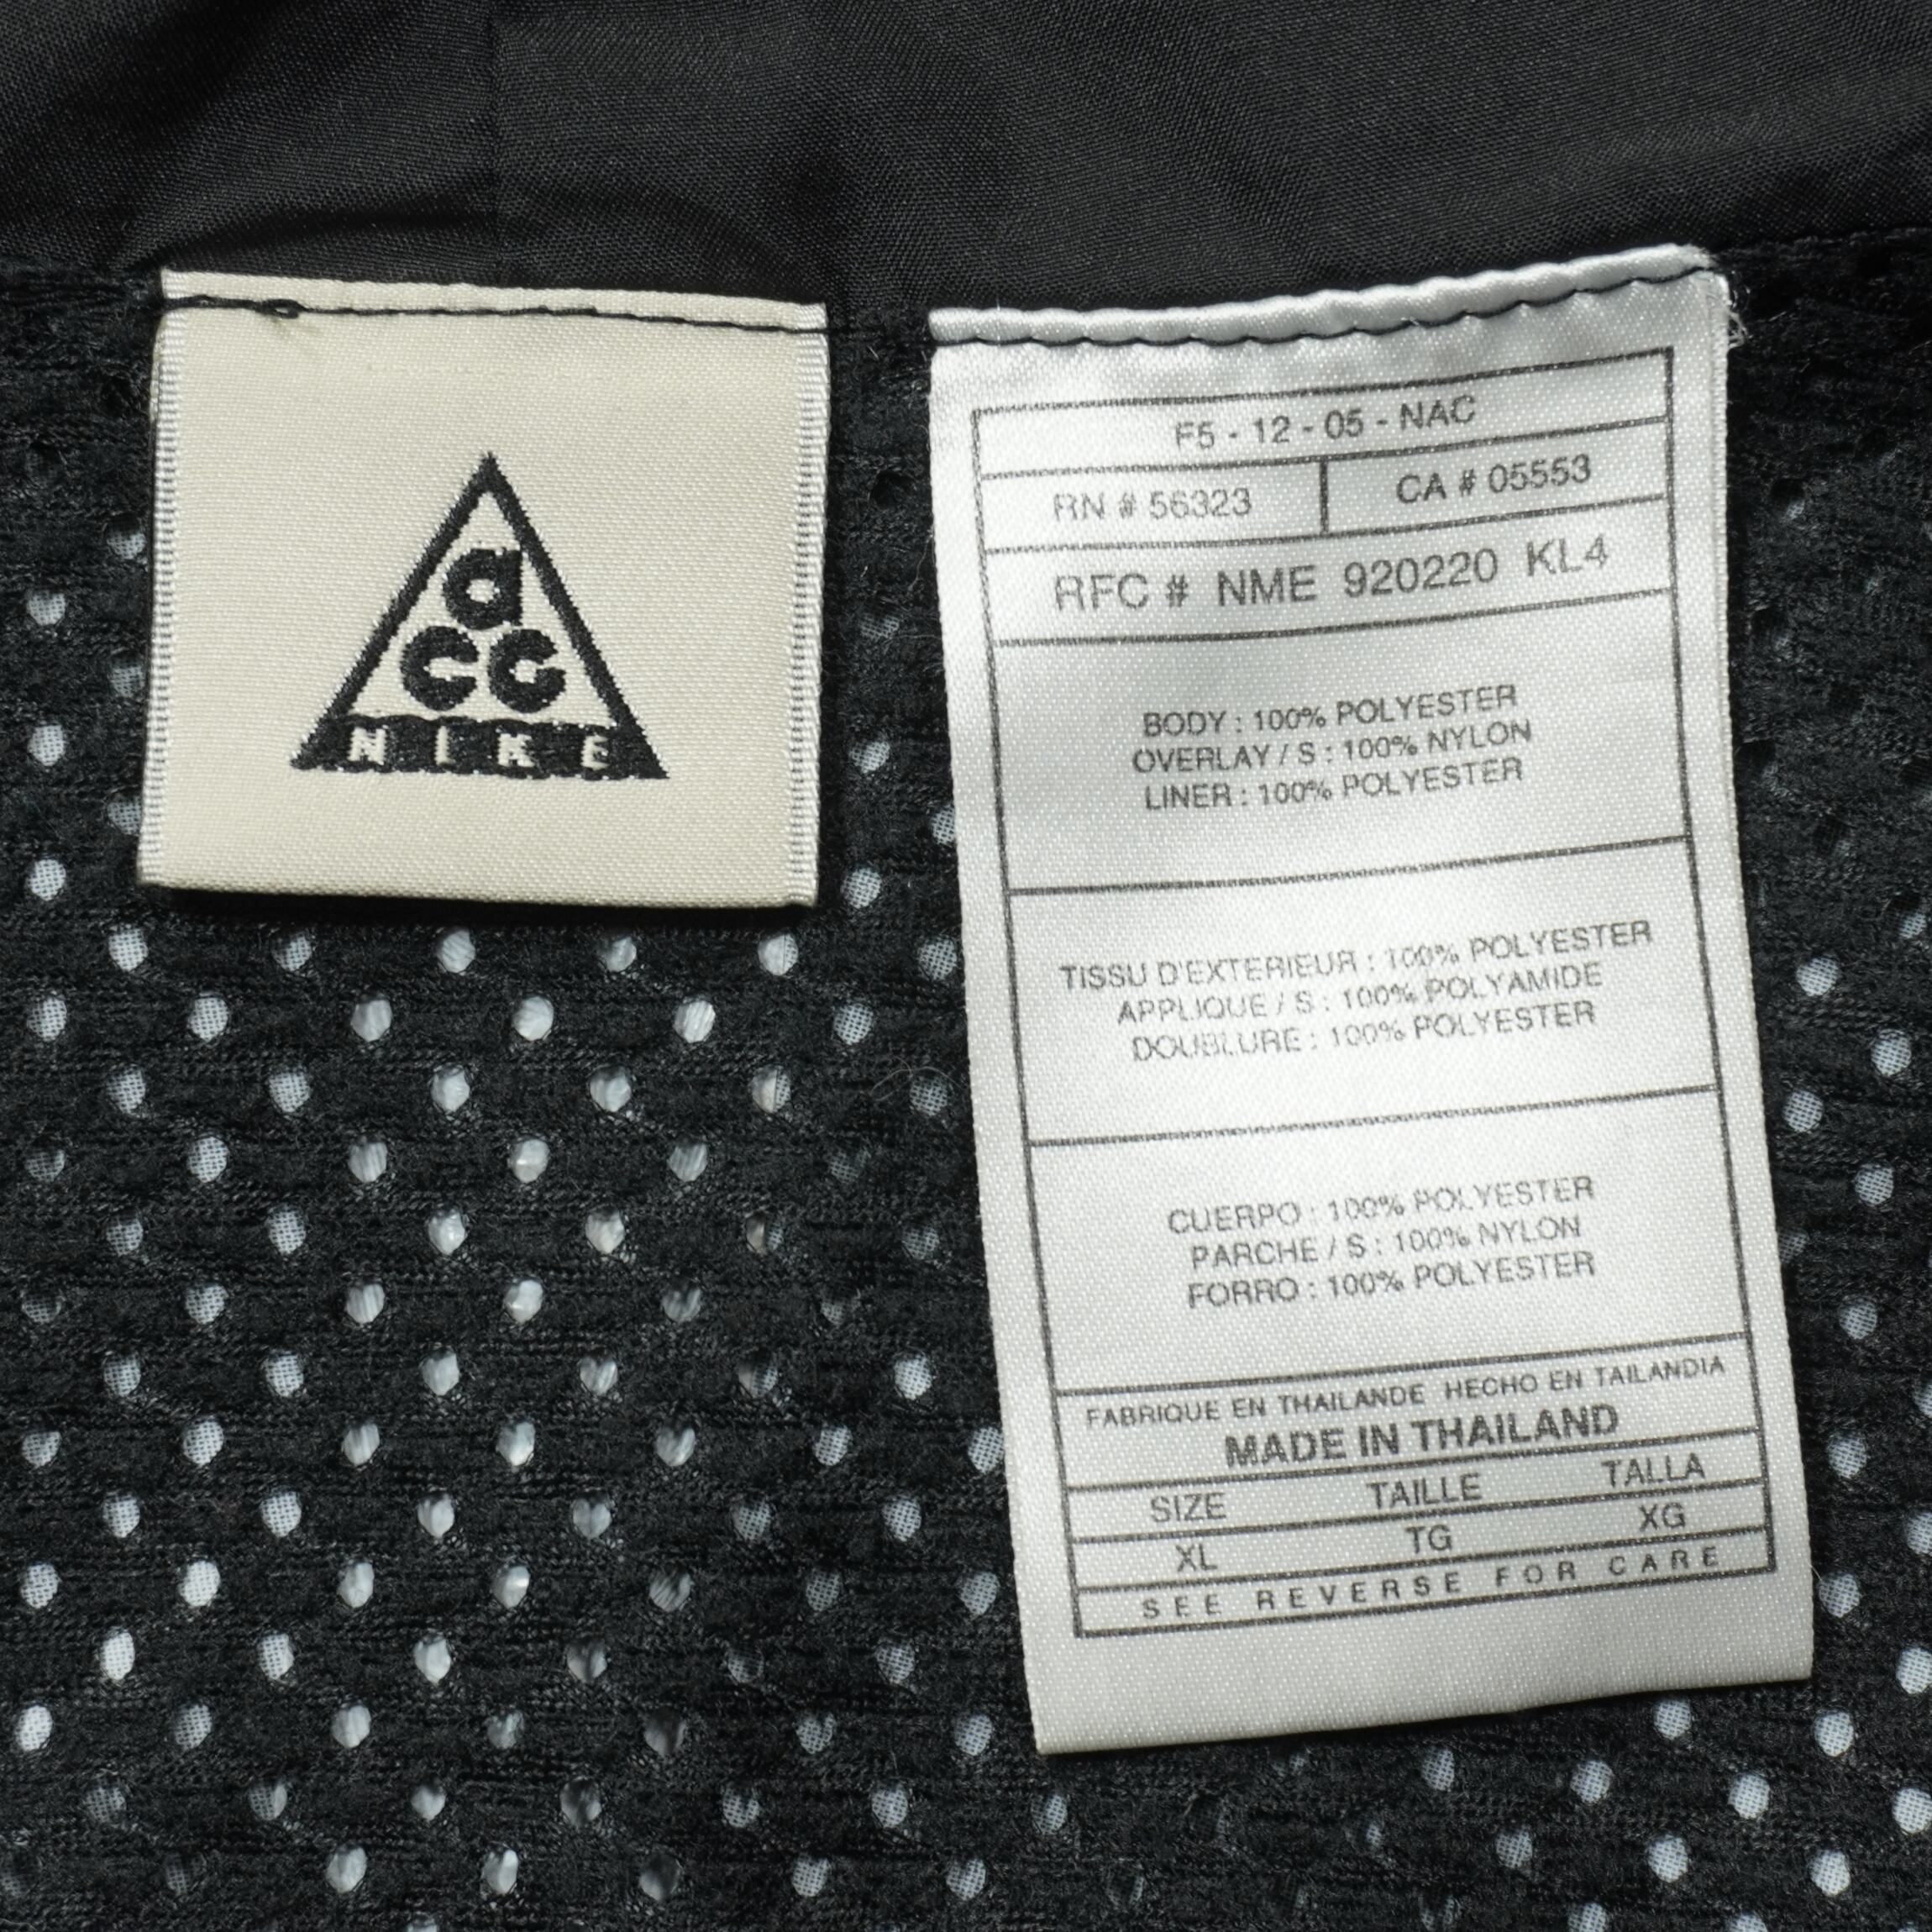 a
cg
NIKE
F5 - 12 - 05 - NAC
RN # 56323 CA # 05553
RFC # NME 920220 KL4
BODY : 100% POLYESTER
OVERLAY / S : 100% NYLON
LINER : 100% POLYESTER
TISSU D'EXTERIEUR : 100% POLYESTER
APPLIQUE / S : 100% POLYAMIDE
DOUBLURE : 100% POLYESTER
CUERPO : 100% POLYESTER
PARCHE / S : 100% NYLON
FORRO : 100% POLYESTER
FABRIQUE EN THAILANDE HECHO EN TAILANDIA
MADE IN THAILAND
SIZE TAILLE TALLA
XL TG XG
SEE REVERSE FOR CARE